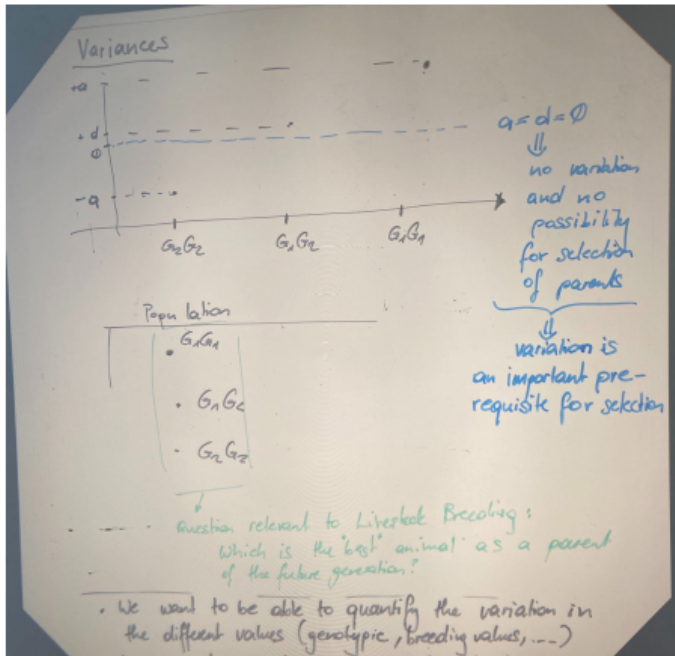 Variances
+a
+d
Ø
-a
G₂G₂
G₁G₂
G₁G₁
a = d = Ø
⇓
no variation
and no
possibility
for selection
of parents
⇓
variation is
an important pre-
requisite for selection
Population
G₁G₁
G₁G₂
G₂G₂
Question relevant to Livestock Breeding:
Which is the "best" animal as a parent
of the future generation?
• We want to be able to quantify the variation in
the different values (genotypic, breeding values, ....)